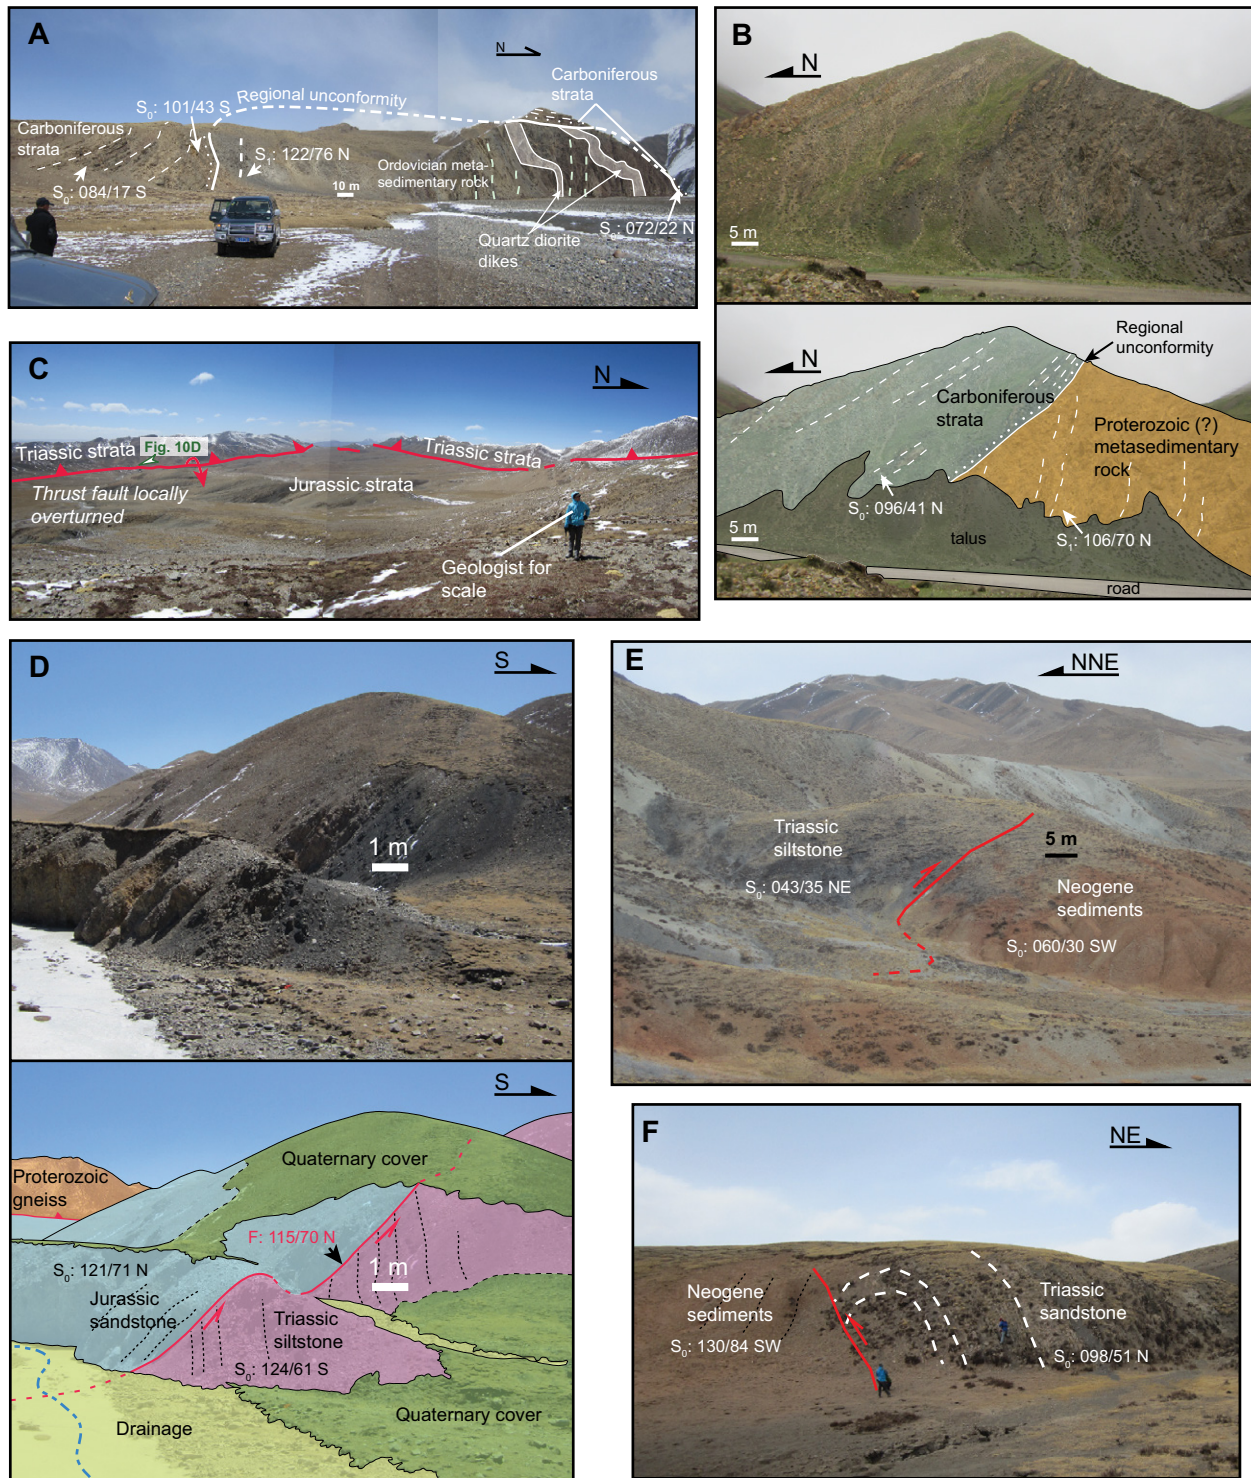 A
N
Carboniferous
strata
Regional unconformity
S0: 101/43 S
Carboniferous
strata
S1: 122/76 N
Ordovician meta-
sedimentary rock
S0: 084/17 S
10 m
S0: 072/22 N
Quartz diorite
dikes
B
N
5 m
N
Regional
unconformity
Carboniferous
strata
Proterozoic (?)
metasedimentary
rock
S0: 096/41 N
5 m
talus
S1: 106/70 N
road
C
N
Triassic strata
Fig. 10D
Triassic strata
Jurassic strata
Thrust fault locally
overturned
Geologist for
scale
D
S
1 m
S
Quaternary cover
Proterozoic
gneiss
F: 115/70 N
S0: 121/71 N
1 m
Jurassic
sandstone
Triassic
siltstone
S0: 124/61 S
Quaternary cover
Drainage
E
NNE
Triassic
siltstone
5 m
S0: 043/35 NE
Neogene
sediments
S0: 060/30 SW
F
NE
Neogene
sediments
Triassic
sandstone
S0: 130/84 SW
S0: 098/51 N